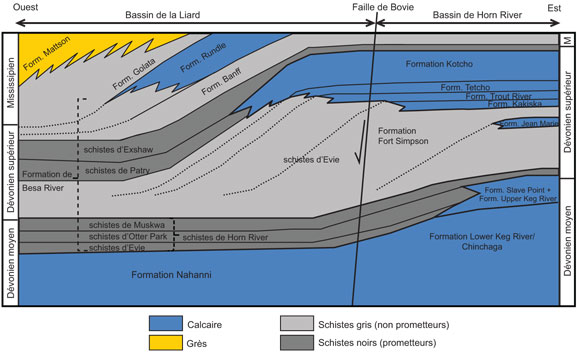 Ouest
Faille de Bovie
Est
Bassin de la Liard
Bassin de Horn River
Mississipien
Dévonien supérieur
Dévonien moyen
M
Dévonien supérieur
Dévonien moyen
Form. Mattson
Form. Golata
Form. Rundle
Form. Banff
Formation Kotcho
Form. Tetcho
Form. Trout River
Form. Kakiska
Form. Jean Marie
Formation
Fort Simpson
schistes d'Exshaw
schistes de Patry
schistes d'Evie
Formation de
Besa River
schistes de Muskwa
schistes d'Otter Park
schistes d'Evie
schistes de Horn River
Form. Slave Point +
Form. Upper Keg River
Formation Lower Keg River/
Chinchaga
Formation Nahanni
Calcaire
Grès
Schistes gris (non prometteurs)
Schistes noirs (prometteurs)